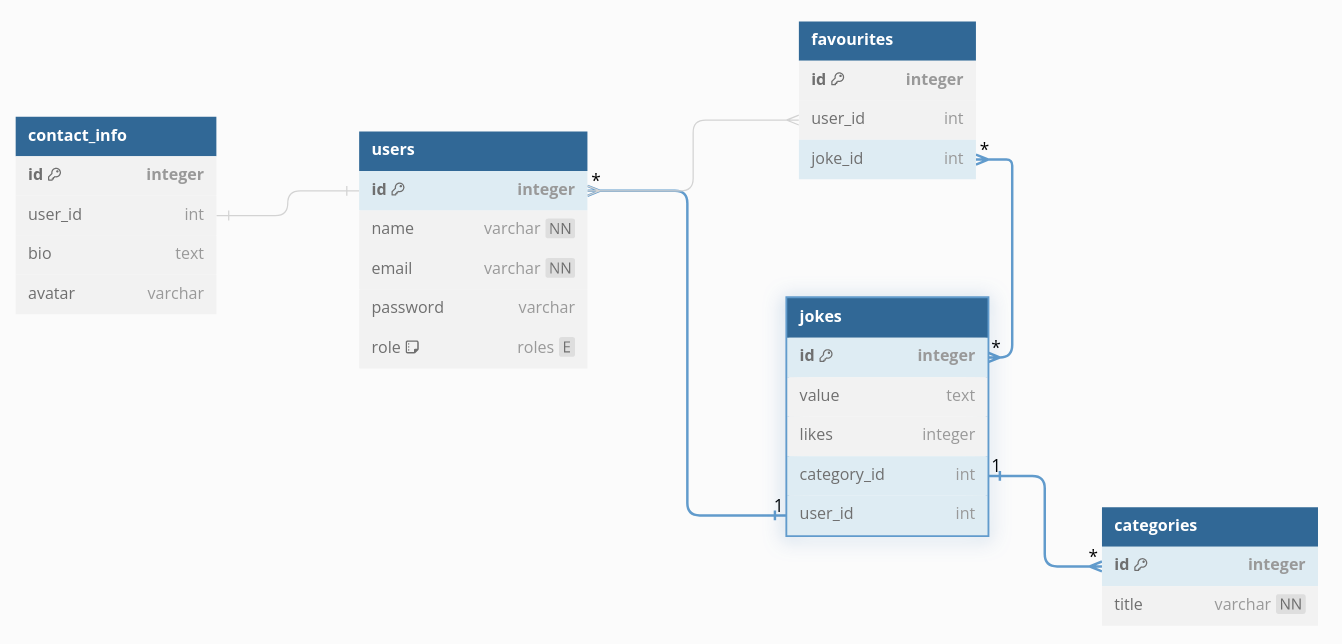 contact_info
id integer
user_id int
bio text
avatar varchar
users
id integer
name varchar NN
email varchar NN
password varchar
role roles E
*
favourites
id integer
user_id int
joke_id int
*
jokes
id integer
*
value text
likes integer
category_id int
1
user_id int
1
categories
*
id integer
title varchar NN